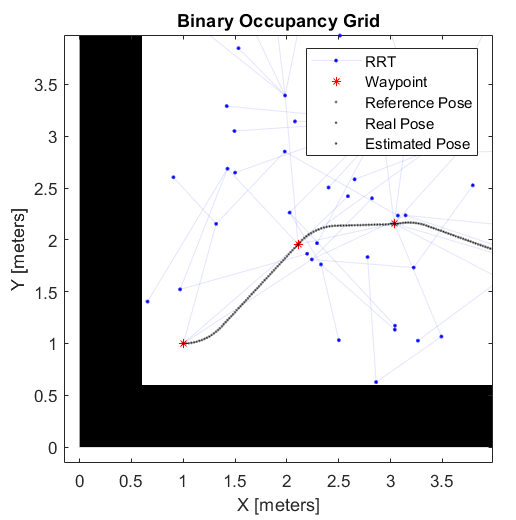 Binary Occupancy Grid
RRT
Waypoint
Reference Pose
Real Pose
Estimated Pose
3.5
3
2.5
2
1.5
1
0.5
0
Y [meters]
0
0.5
1
1.5
2
2.5
3
3.5
X [meters]